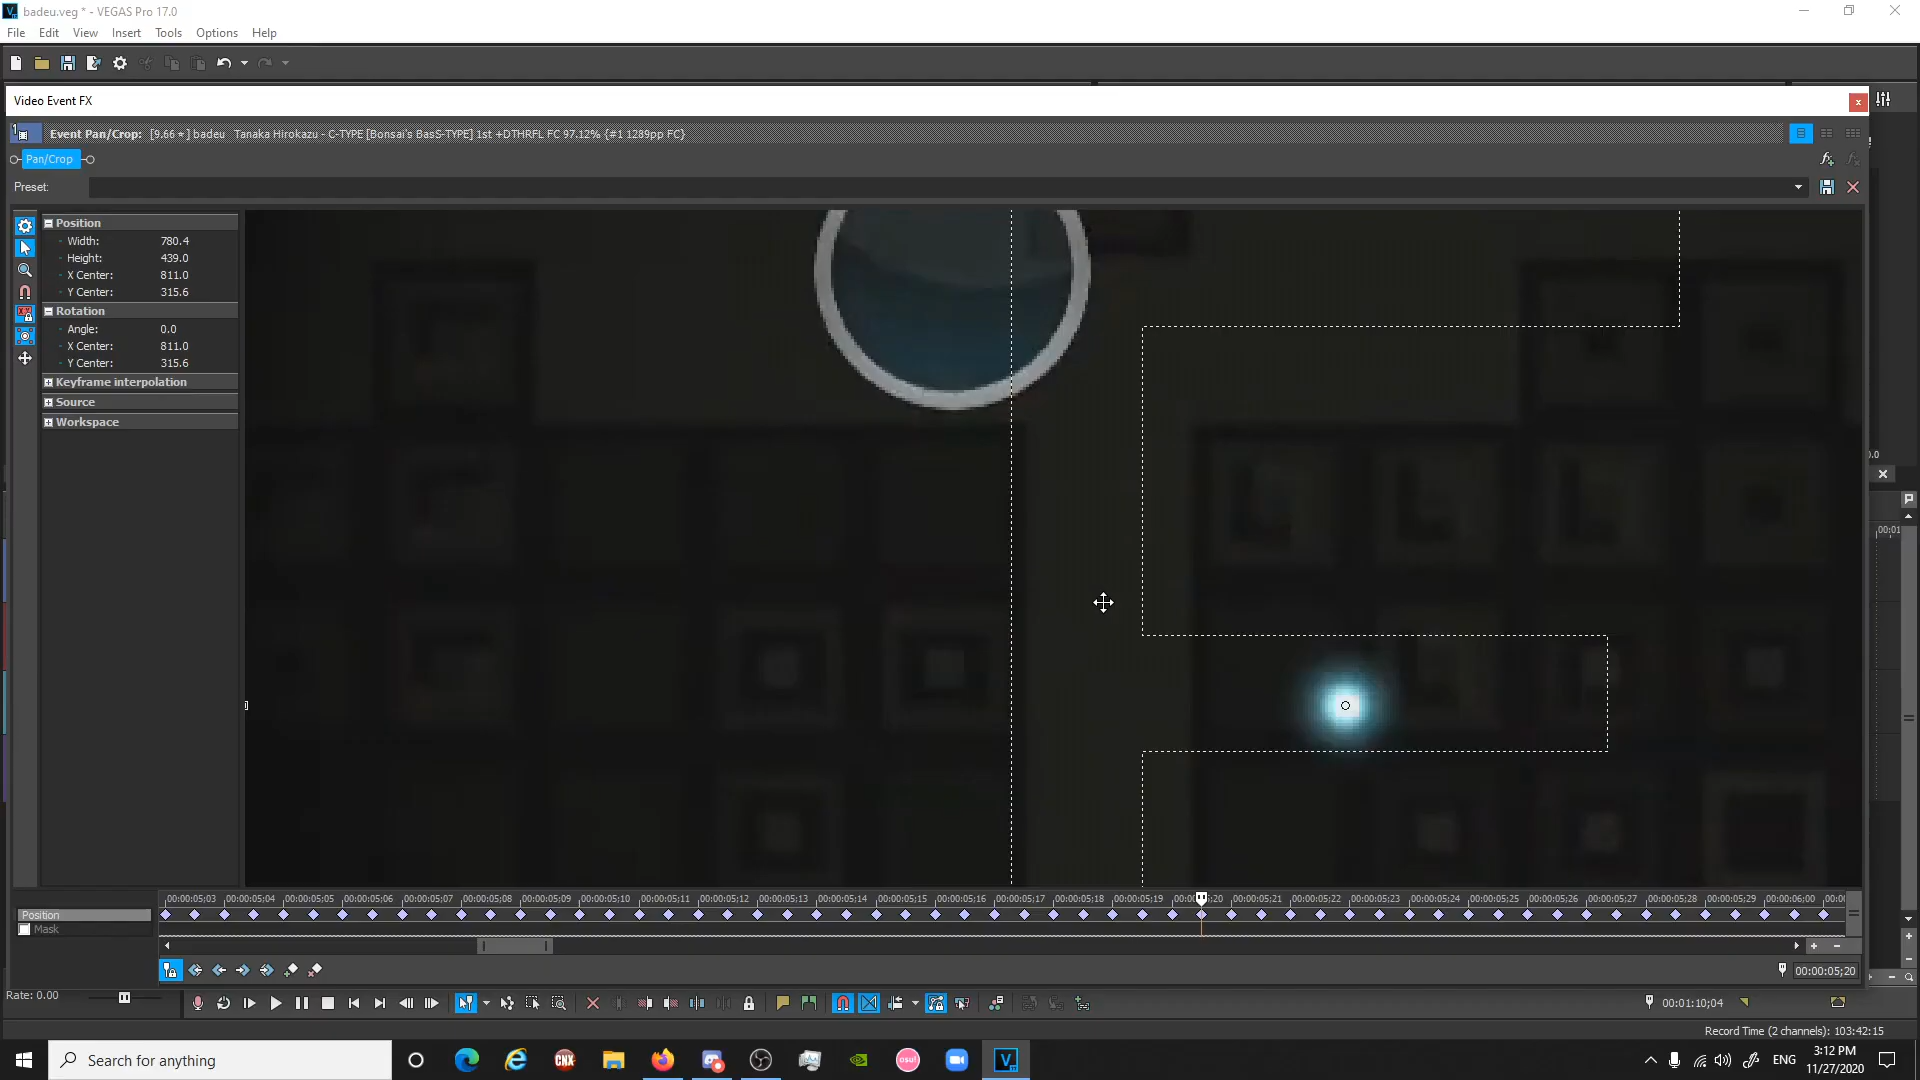 badeu.veg * - VEGAS Pro 17.0
File Edit View Insert Tools Options Help
Video Event FX
Event Pan/Crop: [9.66★] badeu Tanaka Hirokazu - C-TYPE [Bonsai's BasS-TYPE] 1st +DTHRFL FC 97.12% {#1 1289pp FC}
Pan/Crop
Preset:
Position
Width: 780.4
Height: 439.0
X Center: 811.0
Y Center: 315.6
Rotation
Angle: 0.0
X Center: 811.0
Y Center: 315.6
Keyframe interpolation
Source
Workspace
00:00:05;03 00:00:05;04 00:00:05;05 00:00:05;06 00:00:05;07 00:00:05;08 00:00:05;09 00:00:05;10 00:00:05;11 00:00:05;12 00:00:05;13 00:00:05;14 00:00:05;15 00:00:05;16 00:00:05;17 00:00:05;18 00:00:05;19 00:00:05;21 00:00:05;22 00:00:05;23 00:00:05;24 00:00:05;25 00:00:05;26 00:00:05;27 00:00:05;28 00:00:05;29 00:00:06;00
Position
Mask
00:00:05;20
Rate: 0.00
00:01:10;04
Record Time (2 channels): 103:42:15
Search for anything
CNX
osu!
ENG
3:12 PM
11/27/2020